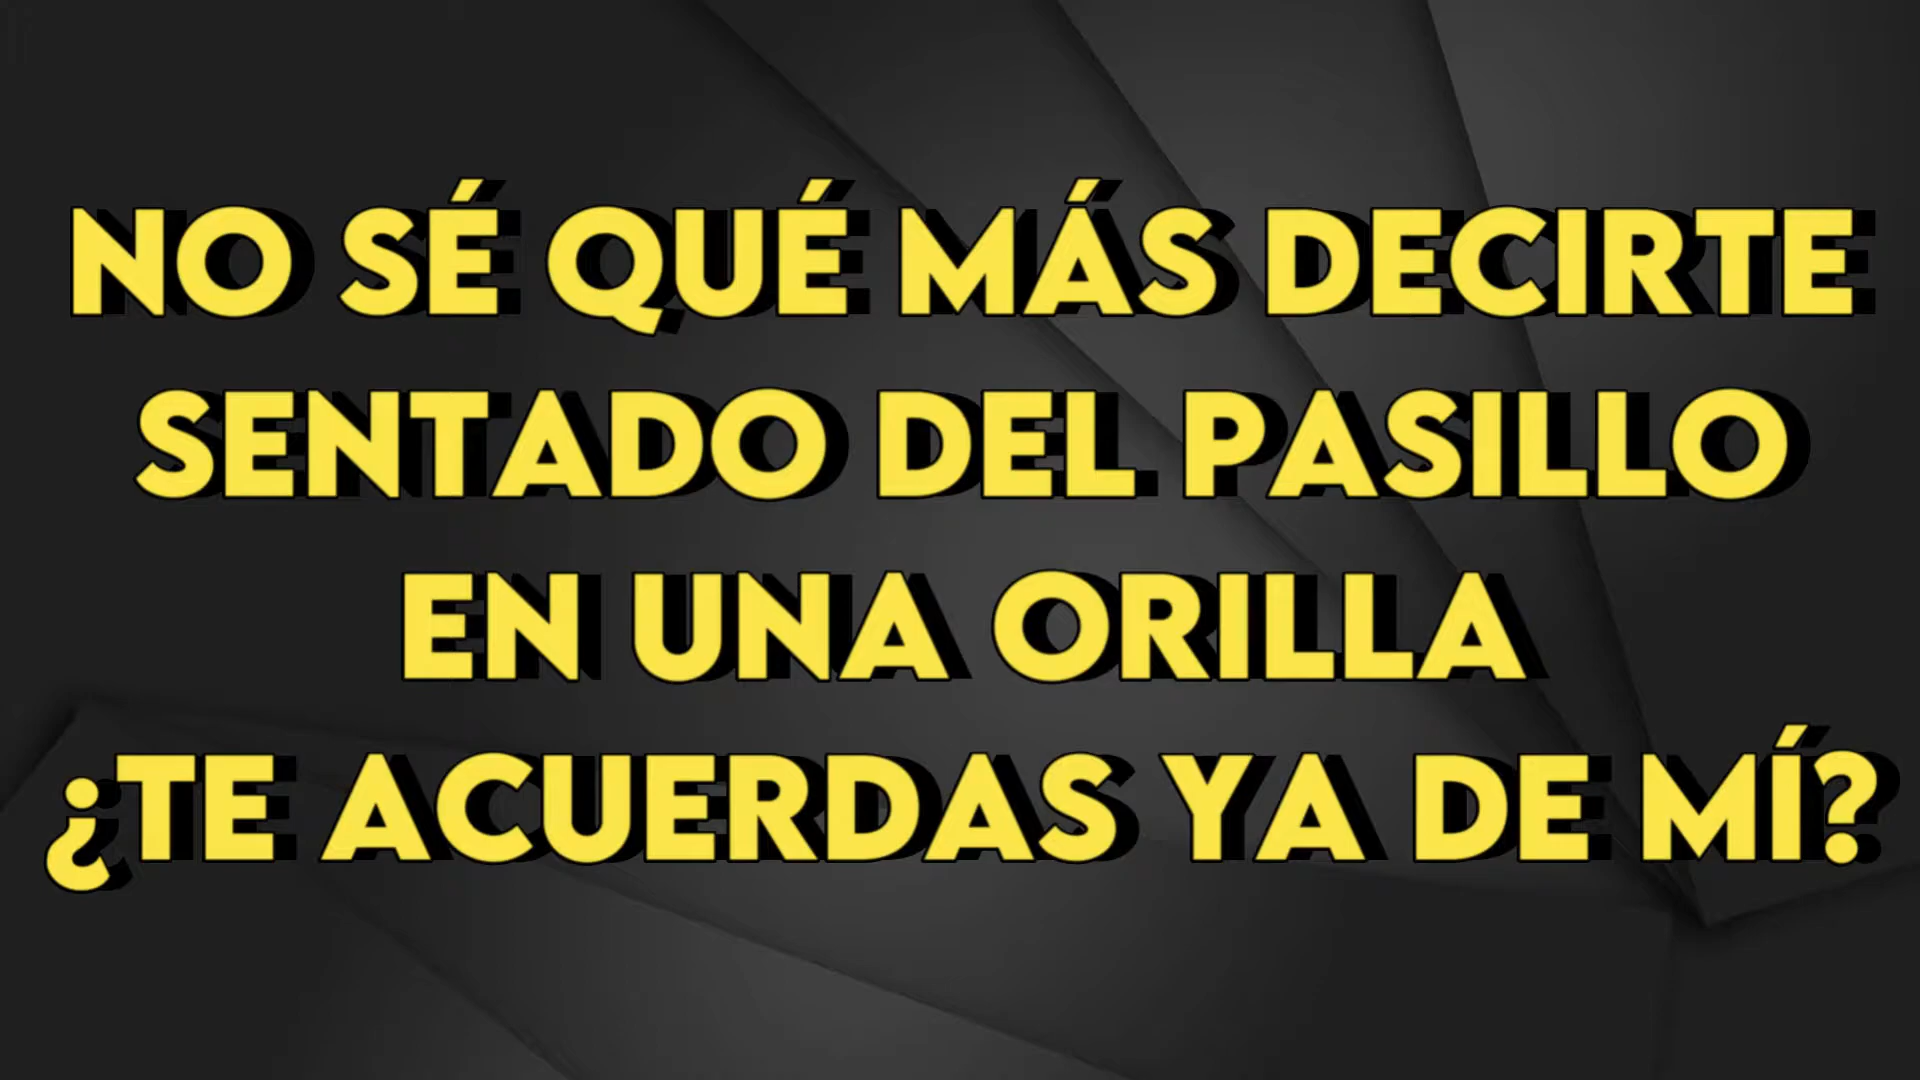 NO SÉ QUÉ MÁS DECIRTE
SENTADO DEL PASILLO
EN UNA ORILLA
¿TE ACUERDAS YA DE MÍ?